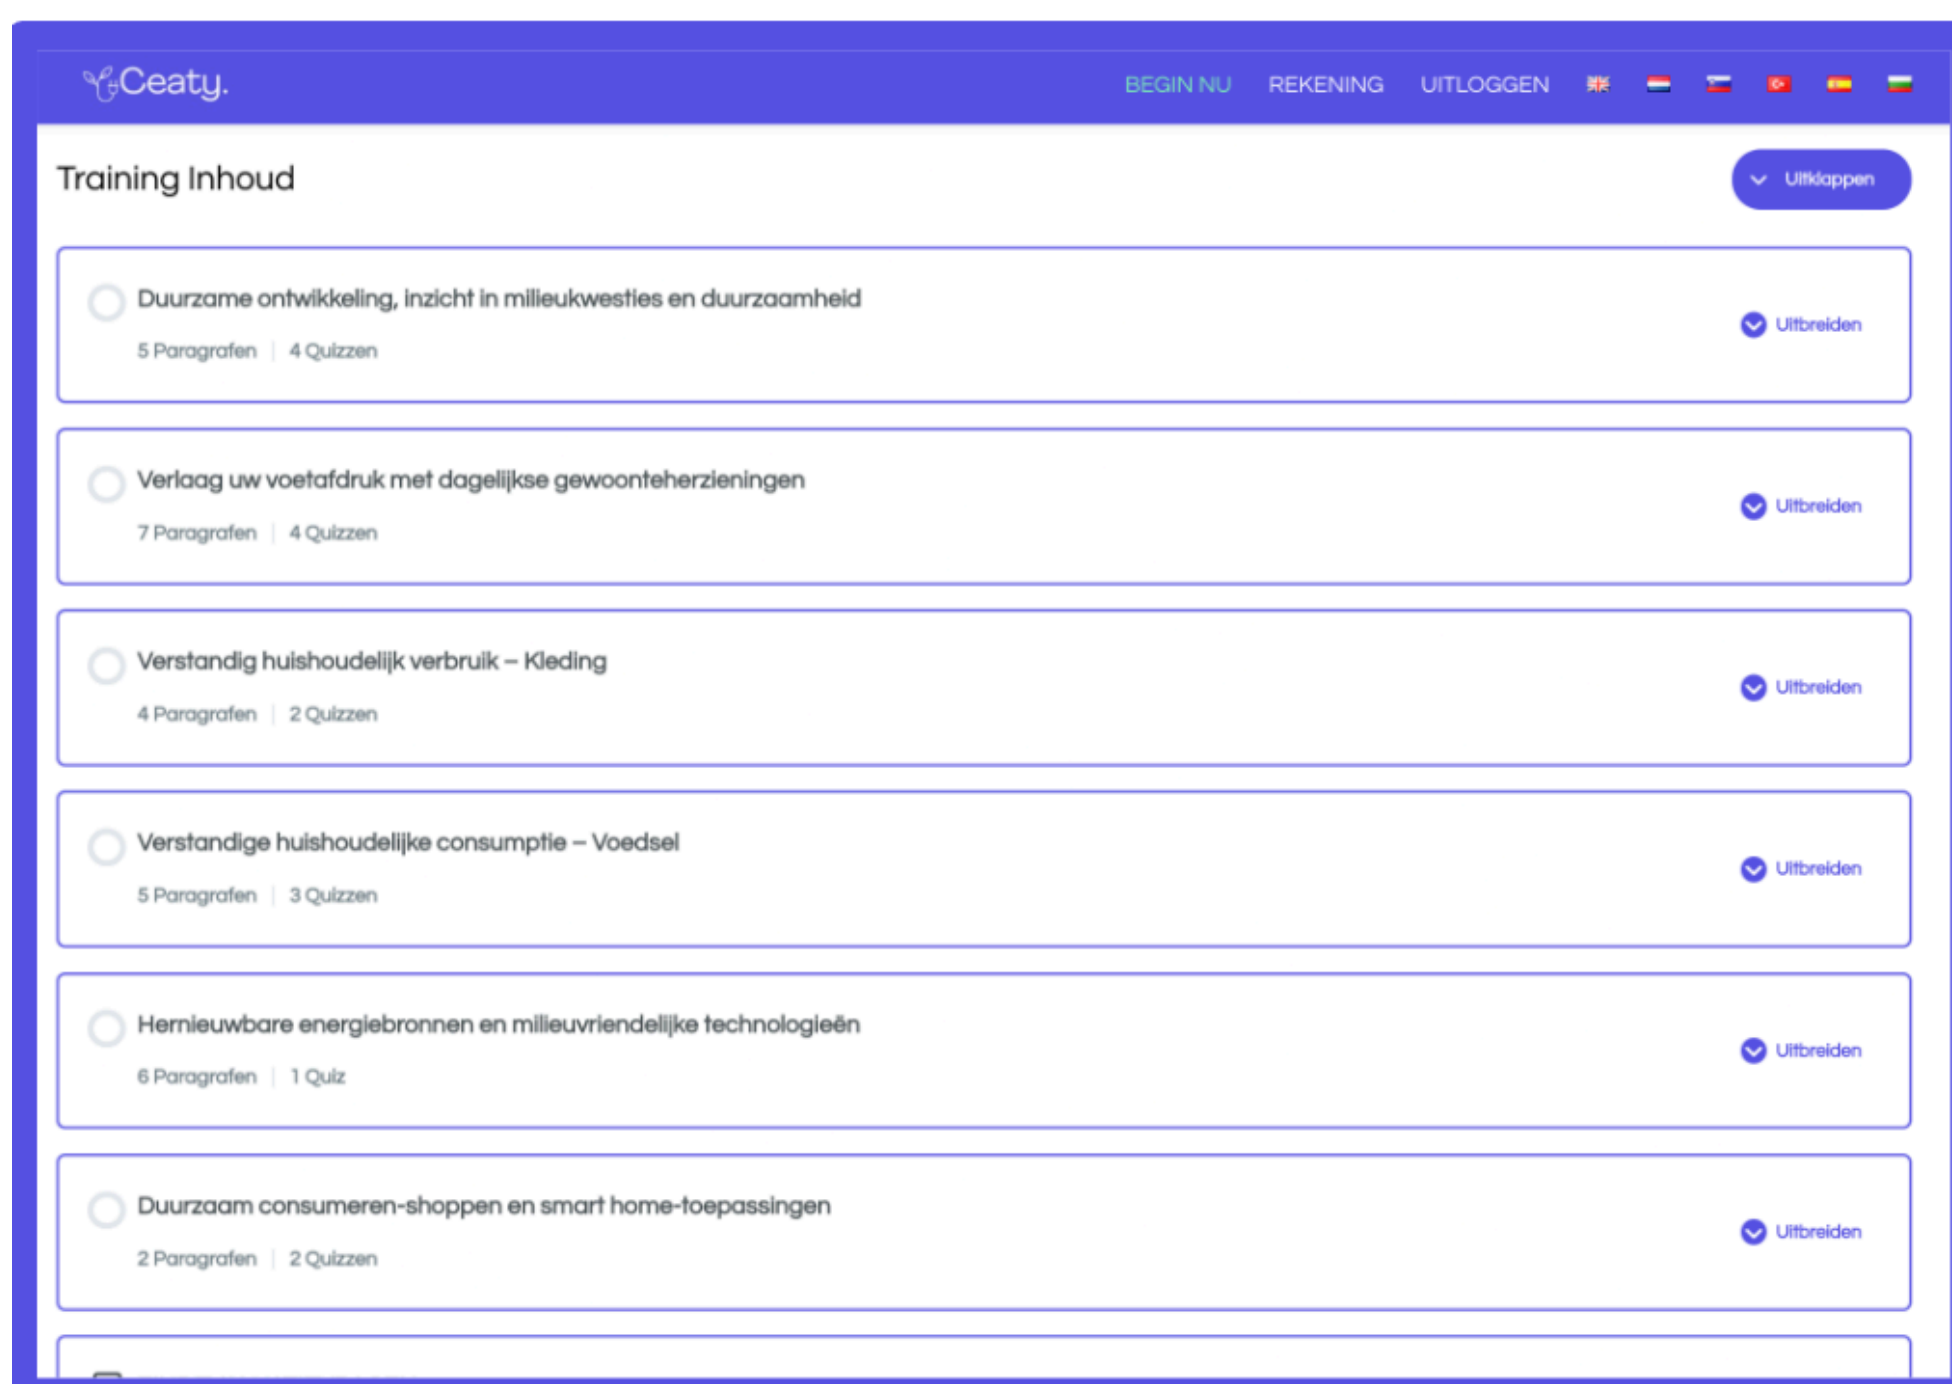 Ceaty.
BEGIN NU REKENING UITLOGGEN
Training Inhoud
Uitklappen
Duurzame ontwikkeling, inzicht in milieukwesties en duurzaamheid
5 Paragrafen | 4 Quizzen
Uitbreiden
Verlaag uw voetafdruk met dagelijkse gewoonteherzieningen
7 Paragrafen | 4 Quizzen
Uitbreiden
Verstandig huishoudelijk verbruik – Kleding
4 Paragrafen | 2 Quizzen
Uitbreiden
Verstandige huishoudelijke consumptie – Voedsel
5 Paragrafen | 3 Quizzen
Uitbreiden
Hernieuwbare energiebronnen en milieuvriendelijke technologieën
6 Paragrafen | 1 Quiz
Uitbreiden
Duurzaam consumeren-shoppen en smart home-toepassingen
2 Paragrafen | 2 Quizzen
Uitbreiden